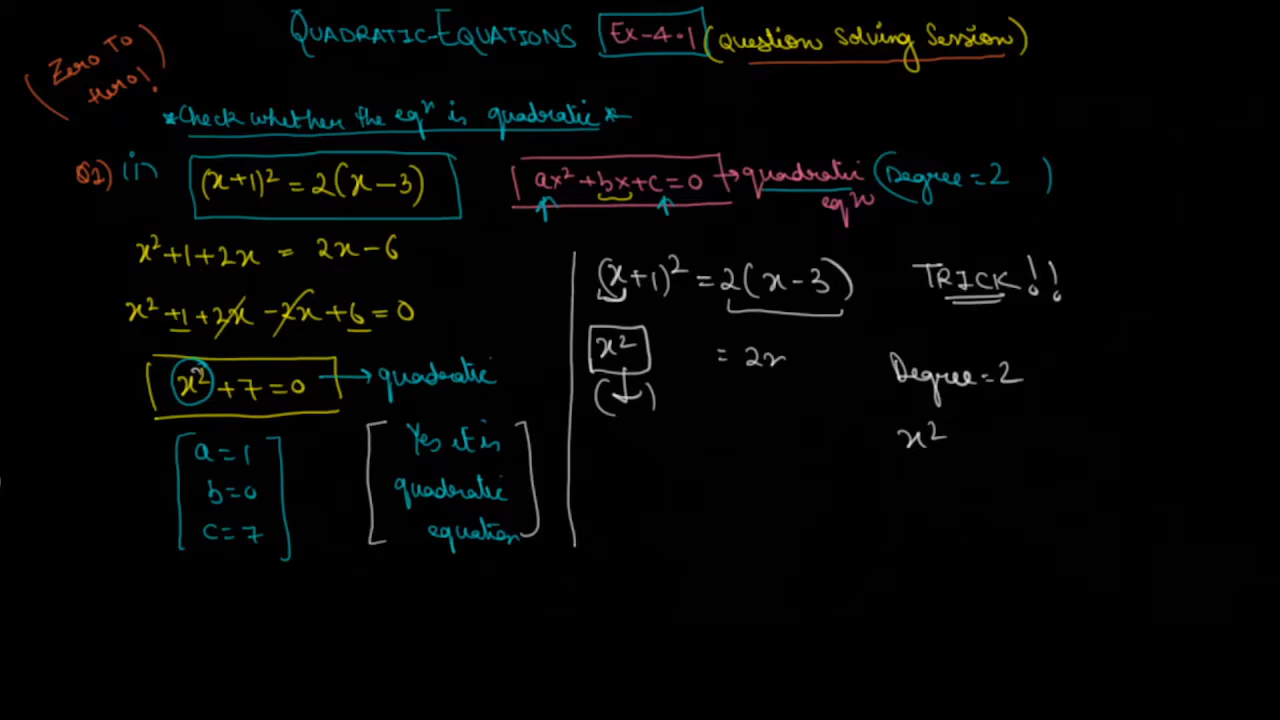 QUADRATIC-EQUATIONS Ex-4.1 (Question Solving Session)
(Zero To Hero!)
*Check whether the eqⁿ is quadratic*
Q1) (i) (x+1)² = 2(x-3)
ax² + bx + c = 0 → quadratic eqⁿ (Degree = 2)
x² + 1 + 2x = 2x - 6
x² + 1 + 2x - 2x + 6 = 0
x² + 7 = 0 → quadratic
a = 1
b = 0
c = 7
Yes it is
quadratic
equation
(x+1)² = 2(x-3) TRICK!!
x² = 2x
Degree = 2
x²